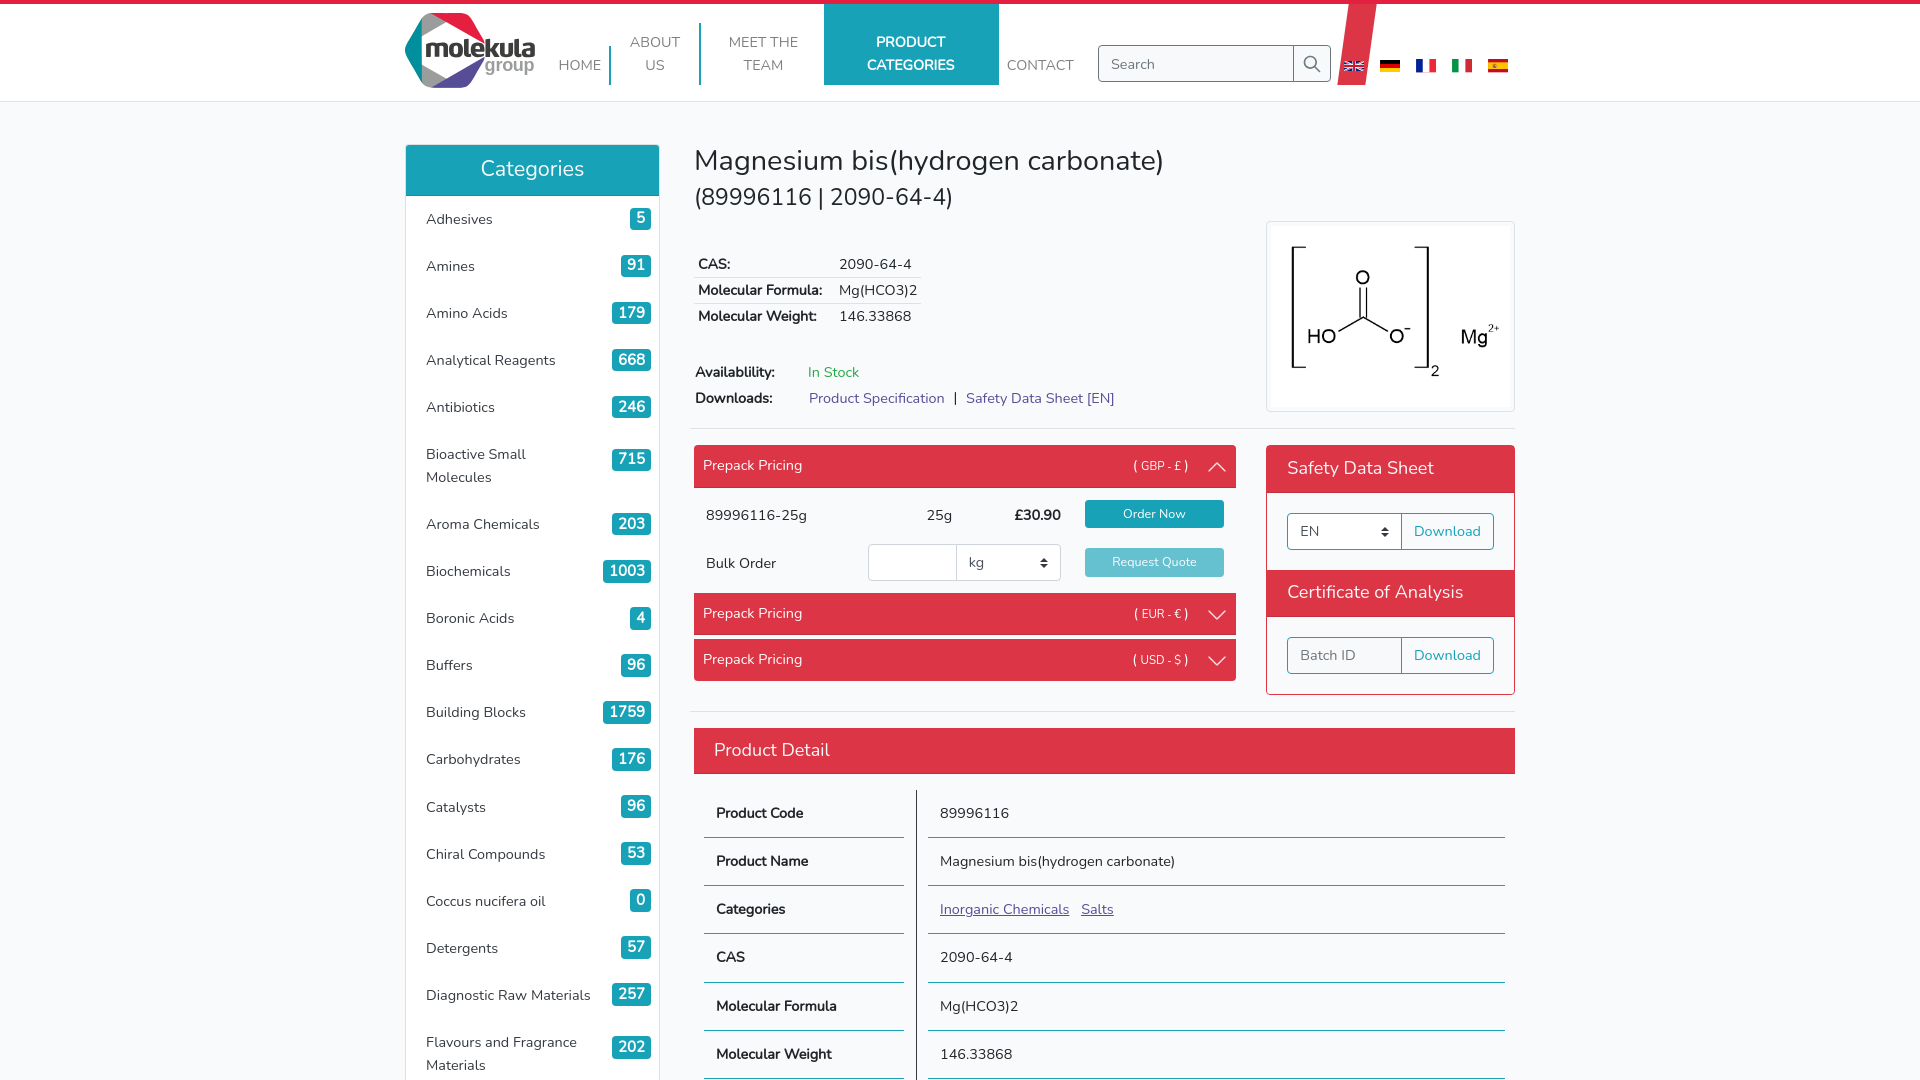 molekula
group
HOME
ABOUT
US
MEET THE
TEAM
PRODUCT
CATEGORIES
CONTACT
Search
Categories
Adhesives 5
Amines 91
Amino Acids 179
Analytical Reagents 668
Antibiotics 246
Bioactive Small
Molecules 715
Aroma Chemicals 203
Biochemicals 1003
Boronic Acids 4
Buffers 96
Building Blocks 1759
Carbohydrates 176
Catalysts 96
Chiral Compounds 53
Coccus nucifera oil 0
Detergents 57
Diagnostic Raw Materials 257
Flavours and Fragrance
Materials 202
Magnesium bis(hydrogen carbonate)
(89996116 | 2090-64-4)
CAS: 2090-64-4
Molecular Formula: Mg(HCO3)2
Molecular Weight: 146.33868
Availablility: In Stock
Downloads: Product Specification | Safety Data Sheet [EN]
O
HO O-
2
Mg2+
Prepack Pricing ( GBP - £ )
89996116-25g 25g £30.90 Order Now
Bulk Order kg Request Quote
Prepack Pricing ( EUR - € )
Prepack Pricing ( USD - $ )
Safety Data Sheet
EN Download
Certificate of Analysis
Batch ID Download
Product Detail
Product Code 89996116
Product Name Magnesium bis(hydrogen carbonate)
Categories Inorganic Chemicals Salts
CAS 2090-64-4
Molecular Formula Mg(HCO3)2
Molecular Weight 146.33868